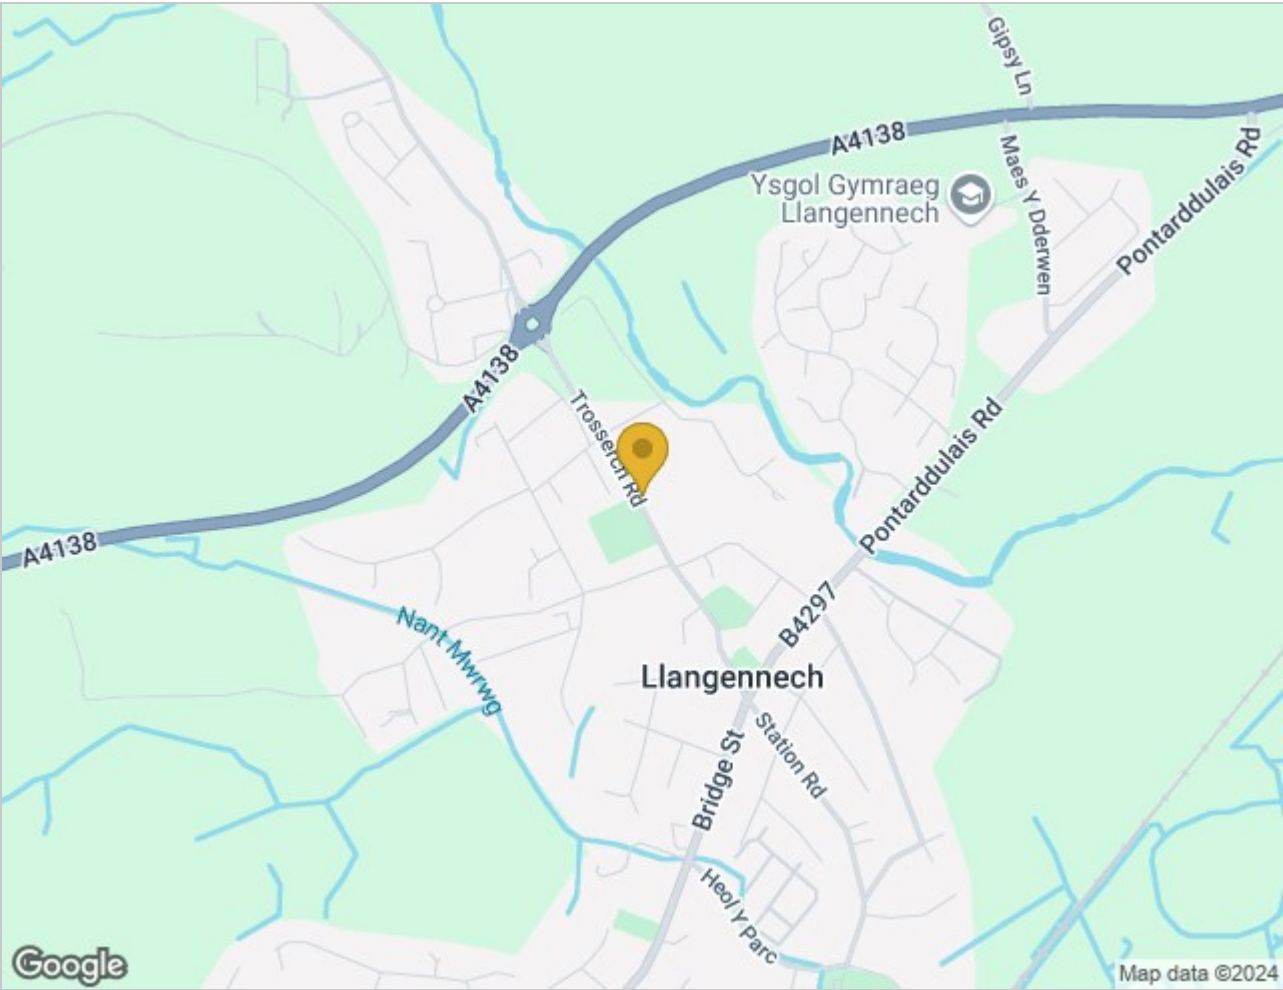 Gipsy Ln
A4138
Ysgol Gymraeg
Llangennech
Maes Y Dderwen
Pontarddulais Rd
A4138
Trosserch Rd
Pontarddulais Rd
A4138
B4297
Nant Mwrwg
Llangennech
Station Rd
Bridge St
Heol Y Parc
Google
Map data ©2024